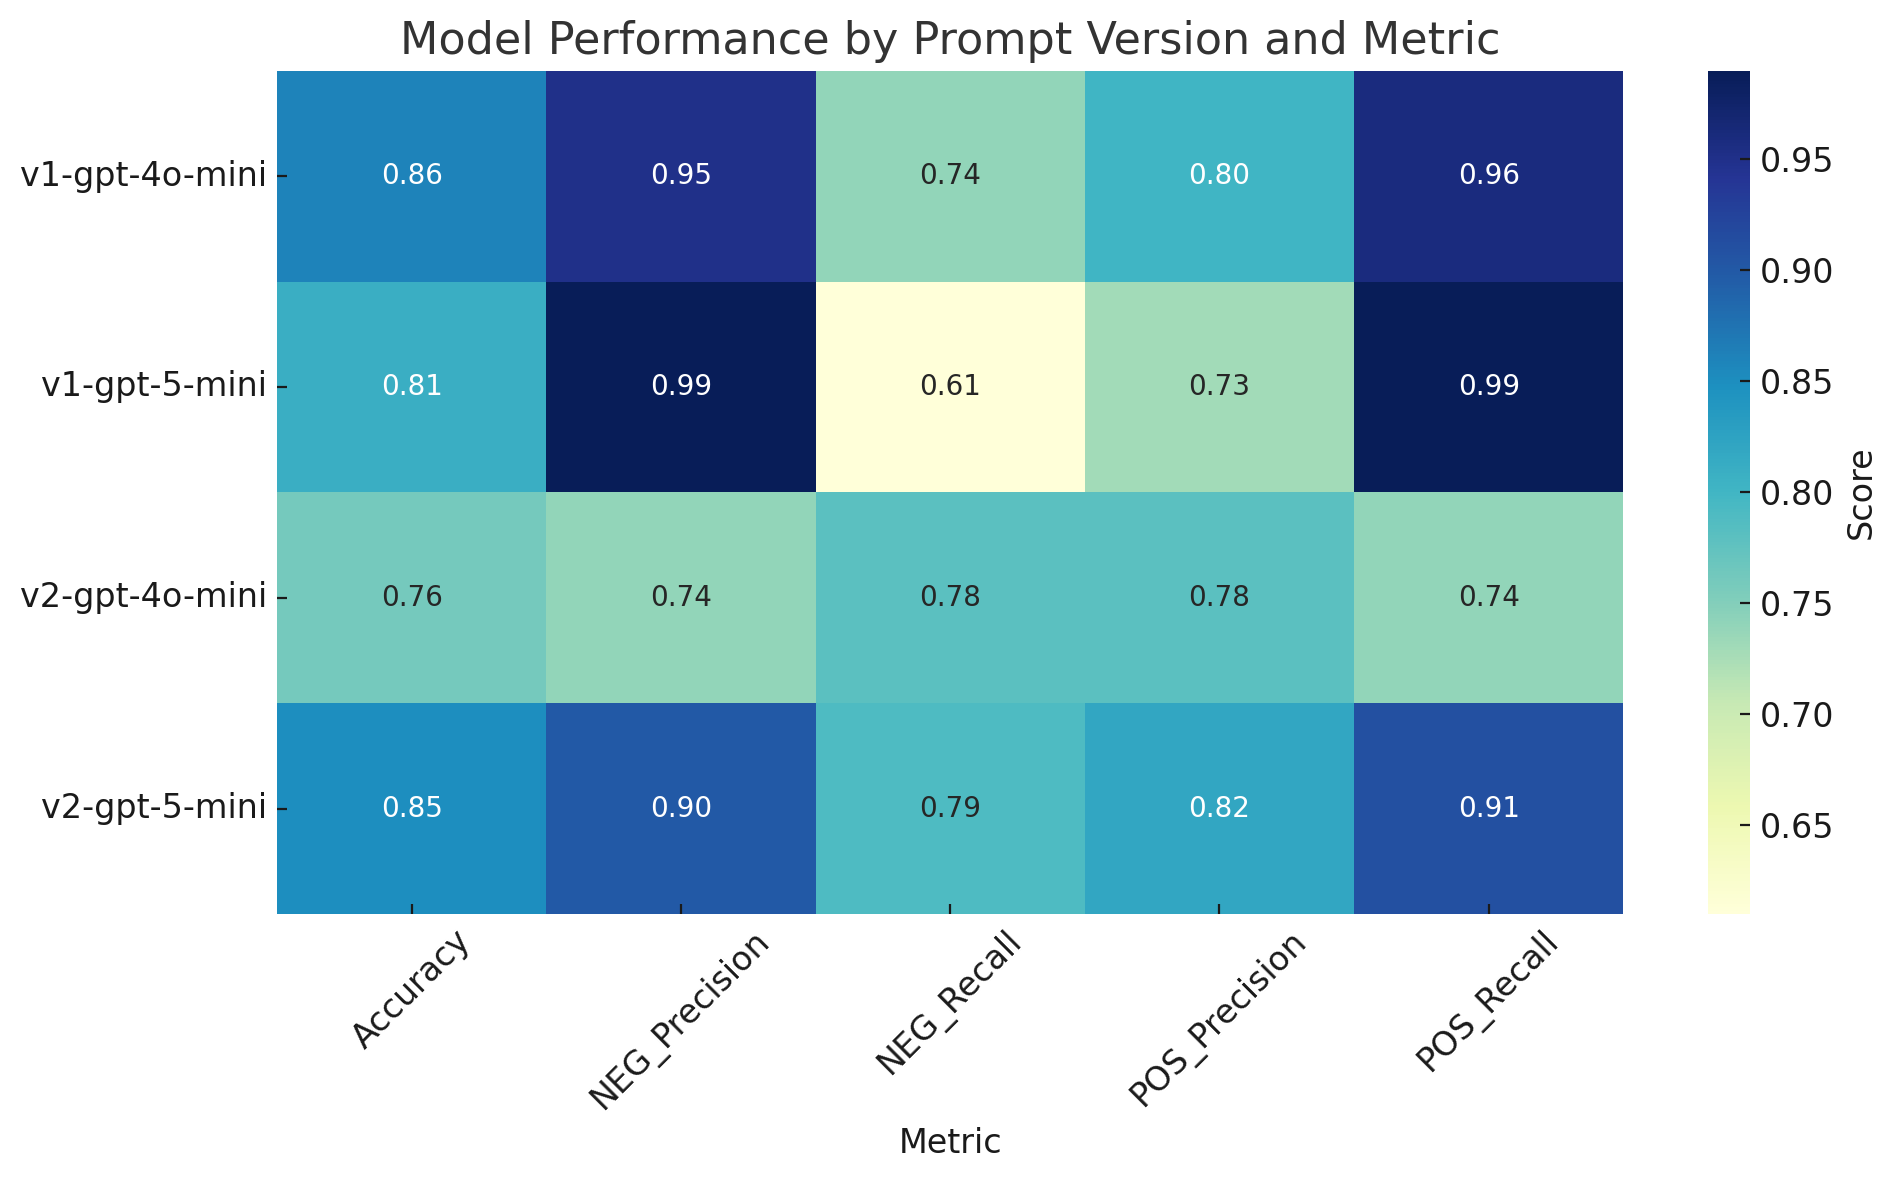 Model Performance by Prompt Version and Metric
v1-gpt-4o-mini 0.86 0.95 0.74 0.80 0.96
v1-gpt-5-mini 0.81 0.99 0.61 0.73 0.99
v2-gpt-4o-mini 0.76 0.74 0.78 0.78 0.74
v2-gpt-5-mini 0.85 0.90 0.79 0.82 0.91
Accuracy NEG_Precision NEG_Recall POS_Precision POS_Recall
Metric
0.95
0.90
0.85
0.80
0.75
0.70
0.65
Score